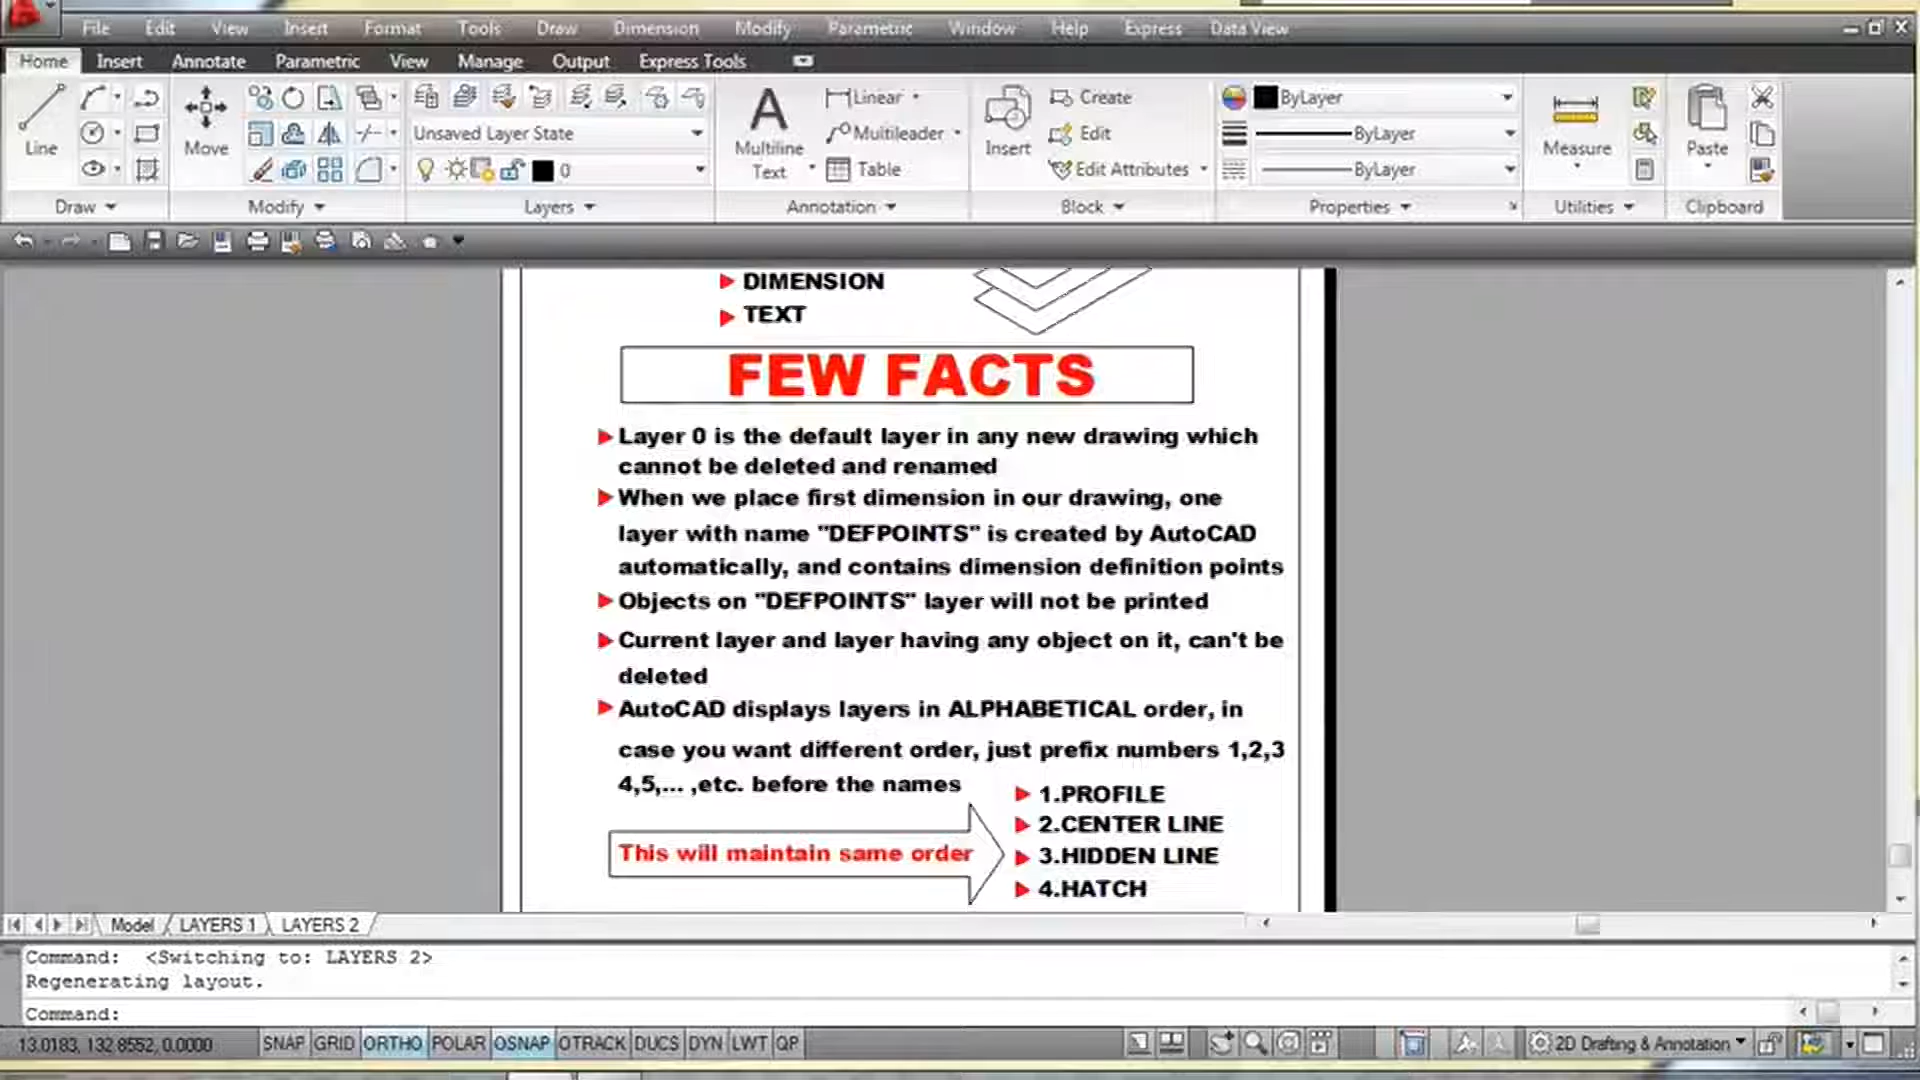 File Edit View Insert Format Tools Draw Dimension Modify Parametric Window Help Express Data View
Home Insert Annotate Parametric View Manage Output Express Tools
Line Move Unsaved Layer State 0 Multiline Text Linear Multileader Table Insert Create Edit Edit Attributes ByLayer ByLayer ByLayer Measure Paste
Draw Modify Layers Annotation Block Properties Utilities Clipboard
DIMENSION
TEXT
FEW FACTS
Layer 0 is the default layer in any new drawing which
cannot be deleted and renamed
When we place first dimension in our drawing, one
layer with name "DEFPOINTS" is created by AutoCAD
automatically, and contains dimension definition points
Objects on "DEFPOINTS" layer will not be printed
Current layer and layer having any object on it, can't be
deleted
AutoCAD displays layers in ALPHABETICAL order, in
case you want different order, just prefix numbers 1,2,3
4,5,... ,etc. before the names
This will maintain same order
1.PROFILE
2.CENTER LINE
3.HIDDEN LINE
4.HATCH
Model LAYERS 1 LAYERS 2
Command: <Switching to: LAYERS 2>
Regenerating layout.
Command:
13.0183, 132.8552, 0.0000 SNAP GRID ORTHO POLAR OSNAP OTRACK DUCS DYN LWT QP 2D Drafting & Annotation